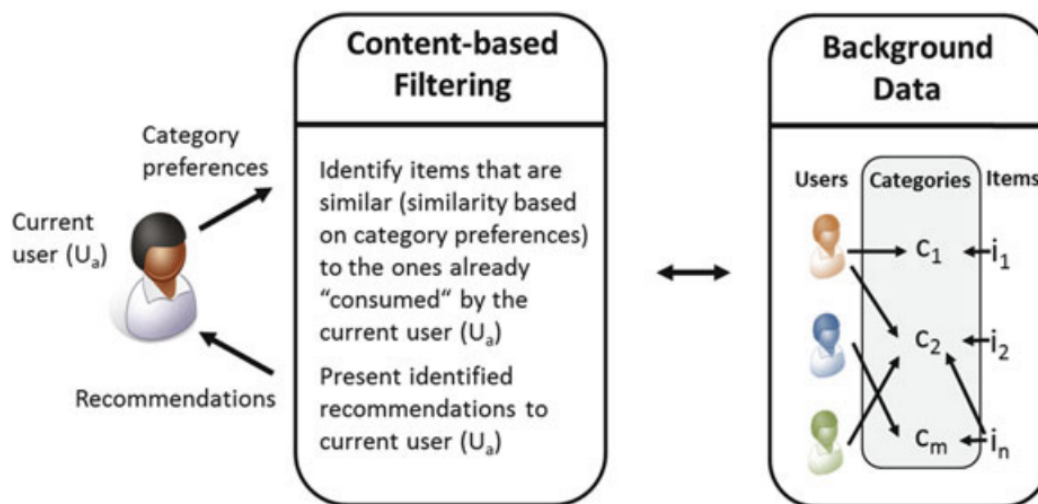 Category
preferences
Current
user (Uₐ)
Recommendations
Content-based
Filtering
Identify items that are
similar (similarity based
on category preferences)
to the ones already
“consumed“ by the
current user (Uₐ)
Present identified
recommendations to
current user (Uₐ)
Background
Data
Users Categories Items
c₁ i₁
c₂ i₂
cₘ iₙ